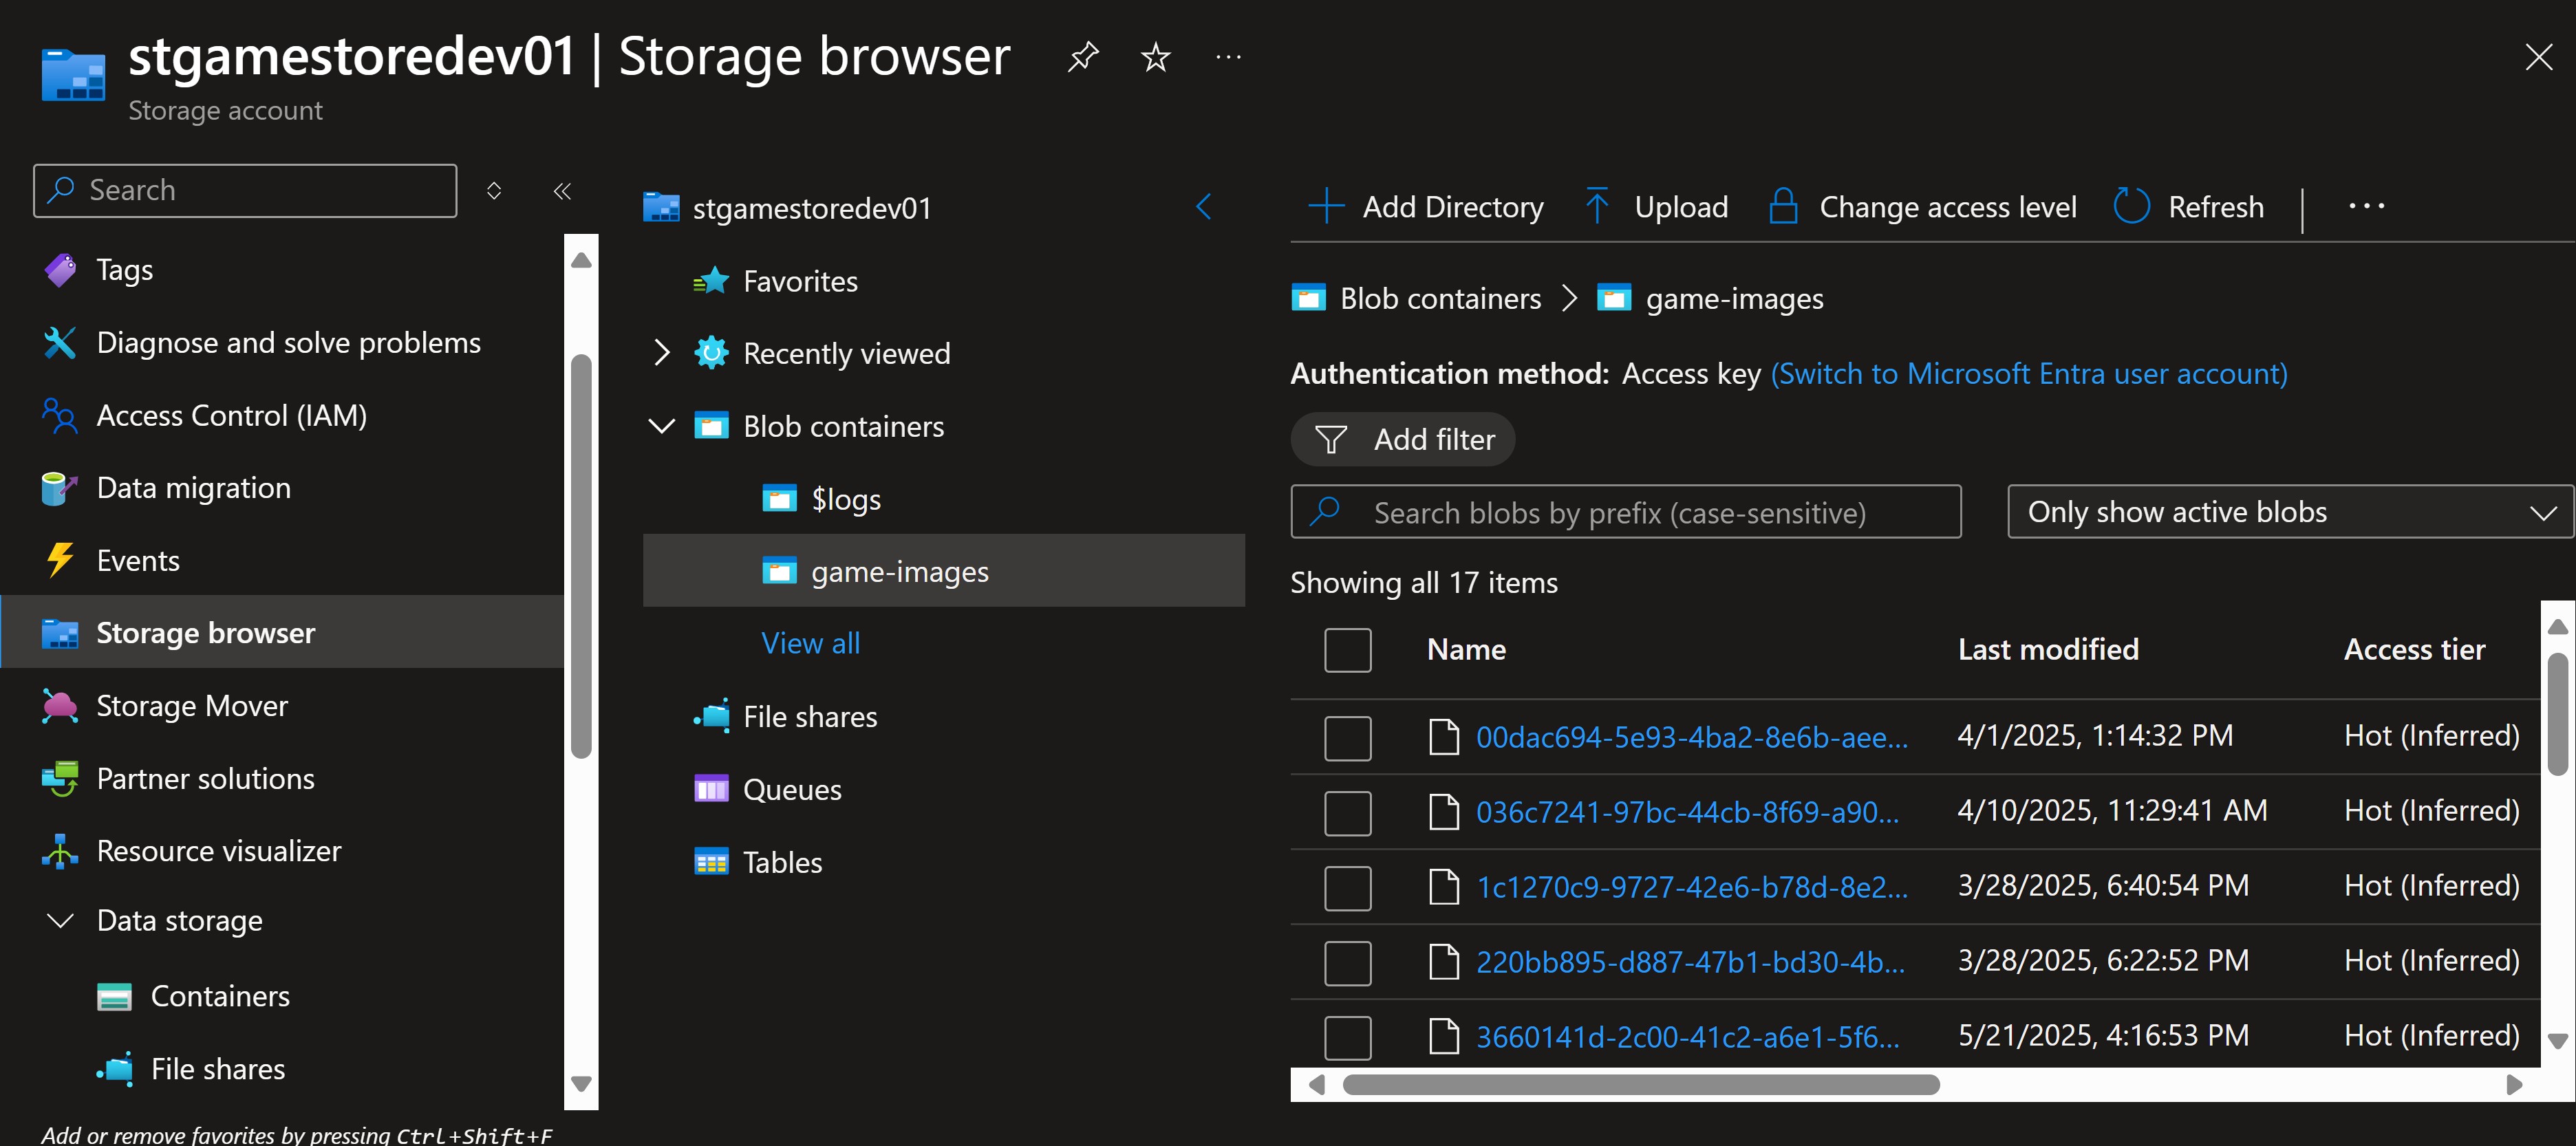 stgamestoredev01 | Storage browser
Storage account
Search
Tags
Diagnose and solve problems
Access Control (IAM)
Data migration
Events
Storage browser
Storage Mover
Partner solutions
Resource visualizer
Data storage
Containers
File shares
Add or remove favorites by pressing Ctrl+Shift+F
stgamestoredev01
Favorites
Recently viewed
Blob containers
$logs
game-images
View all
File shares
Queues
Tables
Add Directory Upload Change access level Refresh
Blob containers > game-images
Authentication method: Access key (Switch to Microsoft Entra user account)
Add filter
Search blobs by prefix (case-sensitive) Only show active blobs
Showing all 17 items
Name Last modified Access tier
00dac694-5e93-4ba2-8e6b-aee... 4/1/2025, 1:14:32 PM Hot (Inferred)
036c7241-97bc-44cb-8f69-a90... 4/10/2025, 11:29:41 AM Hot (Inferred)
1c1270c9-9727-42e6-b78d-8e2... 3/28/2025, 6:40:54 PM Hot (Inferred)
220bb895-d887-47b1-bd30-4b... 3/28/2025, 6:22:52 PM Hot (Inferred)
3660141d-2c00-41c2-a6e1-5f6... 5/21/2025, 4:16:53 PM Hot (Inferred)